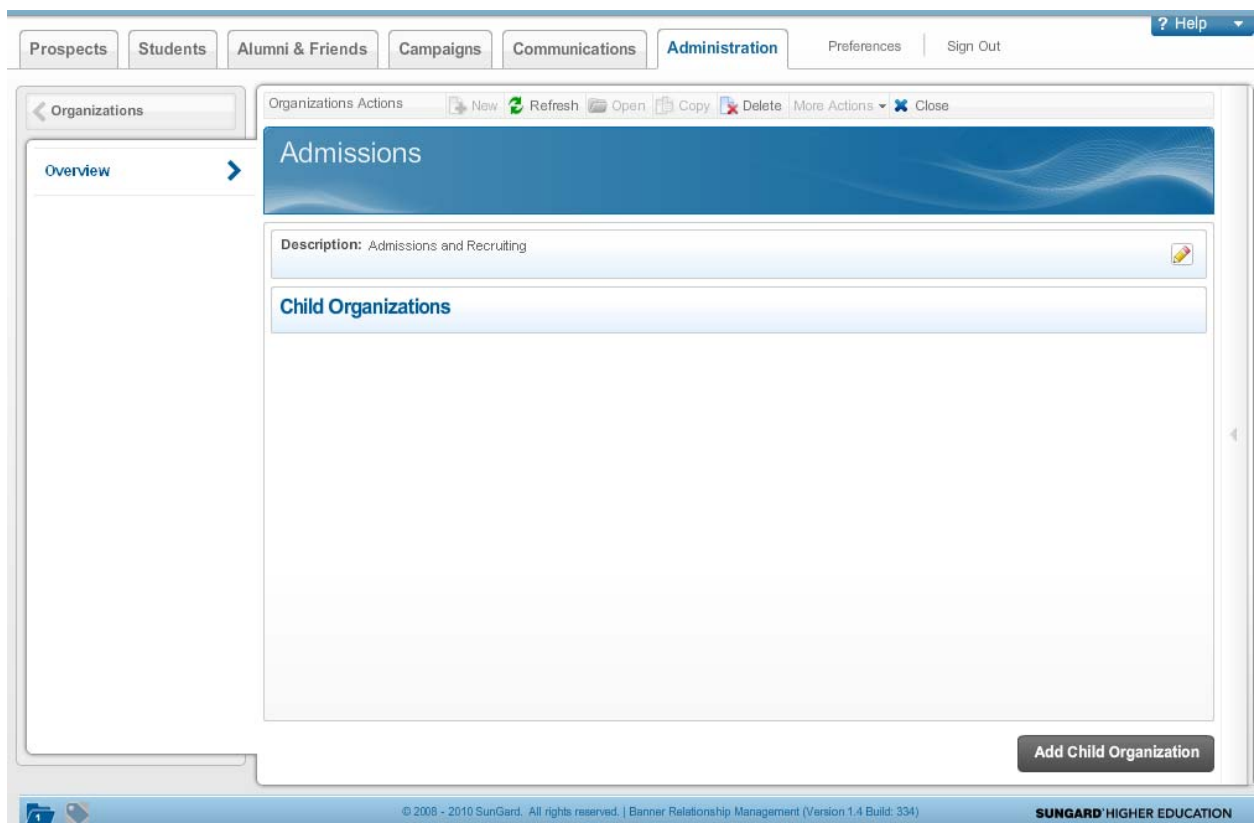 ? Help
Prospects Students Alumni & Friends Campaigns Communications Administration Preferences Sign Out
Organizations
Organizations Actions New Refresh Open Copy Delete More Actions Close
Overview
Admissions
Description: Admissions and Recruiting
Child Organizations
Add Child Organization
1
© 2008 - 2010 SunGard. All rights reserved. | Banner Relationship Management (Version 1.4 Build: 334)
SUNGARD' HIGHER EDUCATION